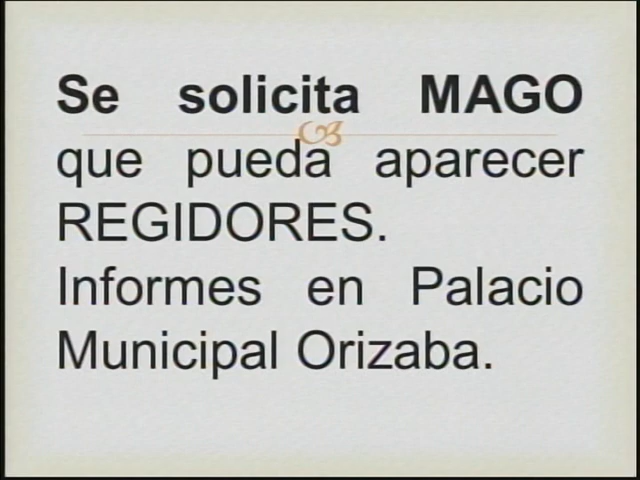 Se solicita MAGO
que pueda aparecer
REGIDORES.
Informes en Palacio
Municipal Orizaba.